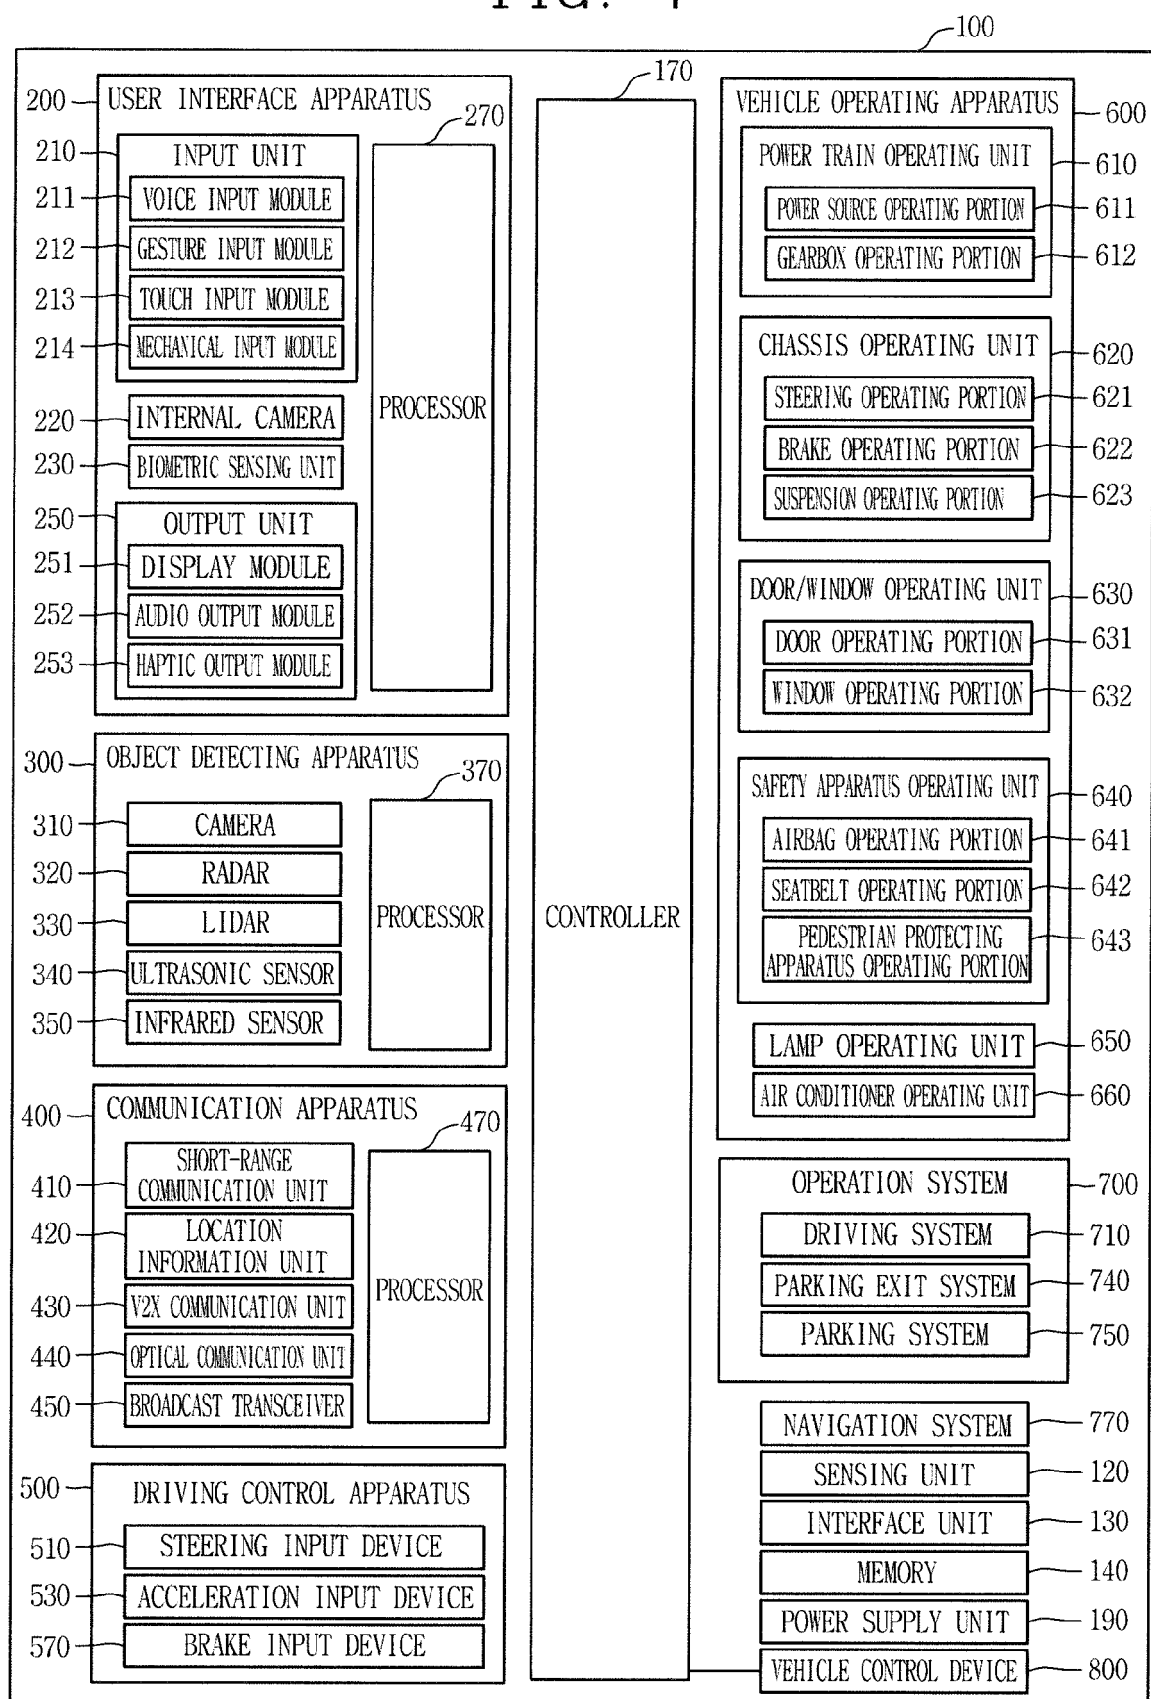 FIG. 7
100
200
USER INTERFACE APPARATUS
270
210
INPUT UNIT
211
VOICE INPUT MODULE
212
GESTURE INPUT MODULE
213
TOUCH INPUT MODULE
214
MECHANICAL INPUT MODULE
220
INTERNAL CAMERA
230
BIOMETRIC SENSING UNIT
250
OUTPUT UNIT
251
DISPLAY MODULE
252
AUDIO OUTPUT MODULE
253
HAPTIC OUTPUT MODULE
PROCESSOR
300
OBJECT DETECTING APPARATUS
370
310
CAMERA
320
RADAR
330
LIDAR
340
ULTRASONIC SENSOR
350
INFRARED SENSOR
PROCESSOR
400
COMMUNICATION APPARATUS
470
410
SHORT-RANGE
COMMUNICATION UNIT
420
LOCATION
INFORMATION UNIT
430
V2X COMMUNICATION UNIT
440
OPTICAL COMMUNICATION UNIT
450
BROADCAST TRANSCEIVER
PROCESSOR
500
DRIVING CONTROL APPARATUS
510
STEERING INPUT DEVICE
530
ACCELERATION INPUT DEVICE
570
BRAKE INPUT DEVICE
170
CONTROLLER
VEHICLE OPERATING APPARATUS
600
POWER TRAIN OPERATING UNIT
610
POWER SOURCE OPERATING PORTION
611
GEARBOX OPERATING PORTION
612
CHASSIS OPERATING UNIT
620
STEERING OPERATING PORTION
621
BRAKE OPERATING PORTION
622
SUSPENSION OPERATING PORTION
623
DOOR/WINDOW OPERATING UNIT
630
DOOR OPERATING PORTION
631
WINDOW OPERATING PORTION
632
SAFETY APPARATUS OPERATING UNIT
640
AIRBAG OPERATING PORTION
641
SEATBELT OPERATING PORTION
642
PEDESTRIAN PROTECTING
APPARATUS OPERATING PORTION
643
LAMP OPERATING UNIT
650
AIR CONDITIONER OPERATING UNIT
660
OPERATION SYSTEM
700
DRIVING SYSTEM
710
PARKING EXIT SYSTEM
740
PARKING SYSTEM
750
NAVIGATION SYSTEM
770
SENSING UNIT
120
INTERFACE UNIT
130
MEMORY
140
POWER SUPPLY UNIT
190
VEHICLE CONTROL DEVICE
800